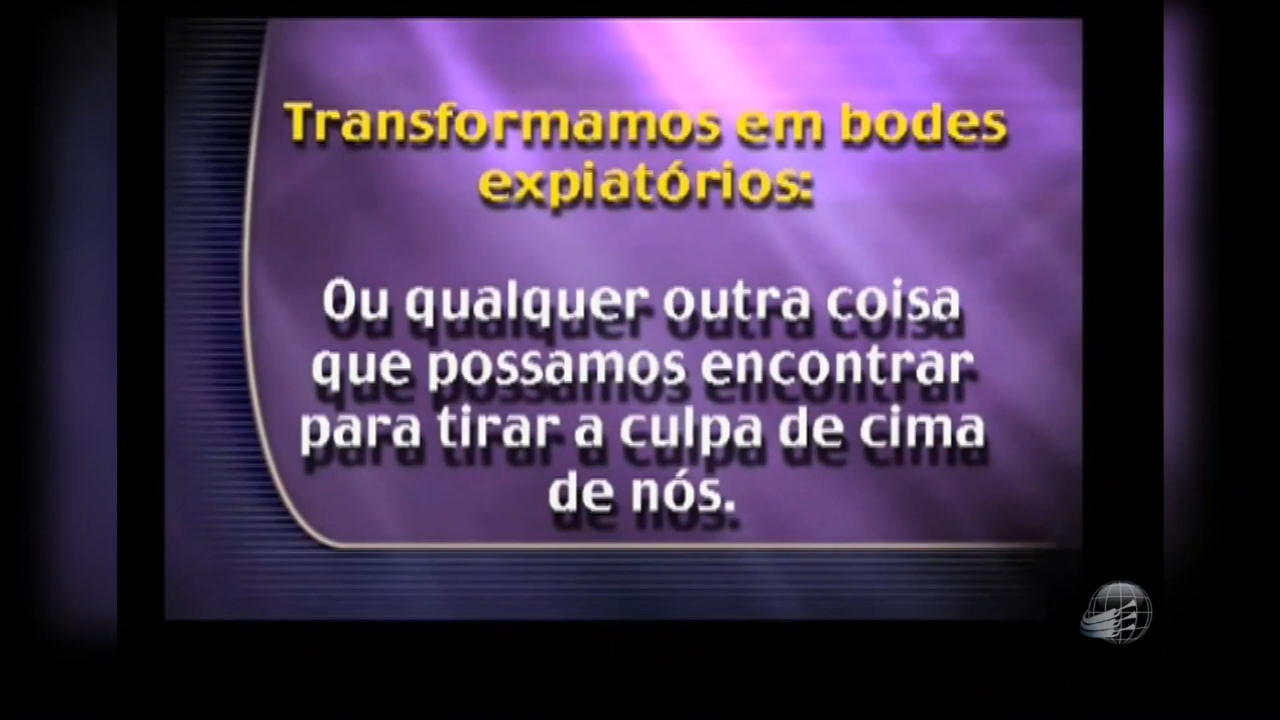 Transformamos em bodes
expiatórios:
Ou qualquer outra coisa
que possamos encontrar
para tirar a culpa de cima
de nós.